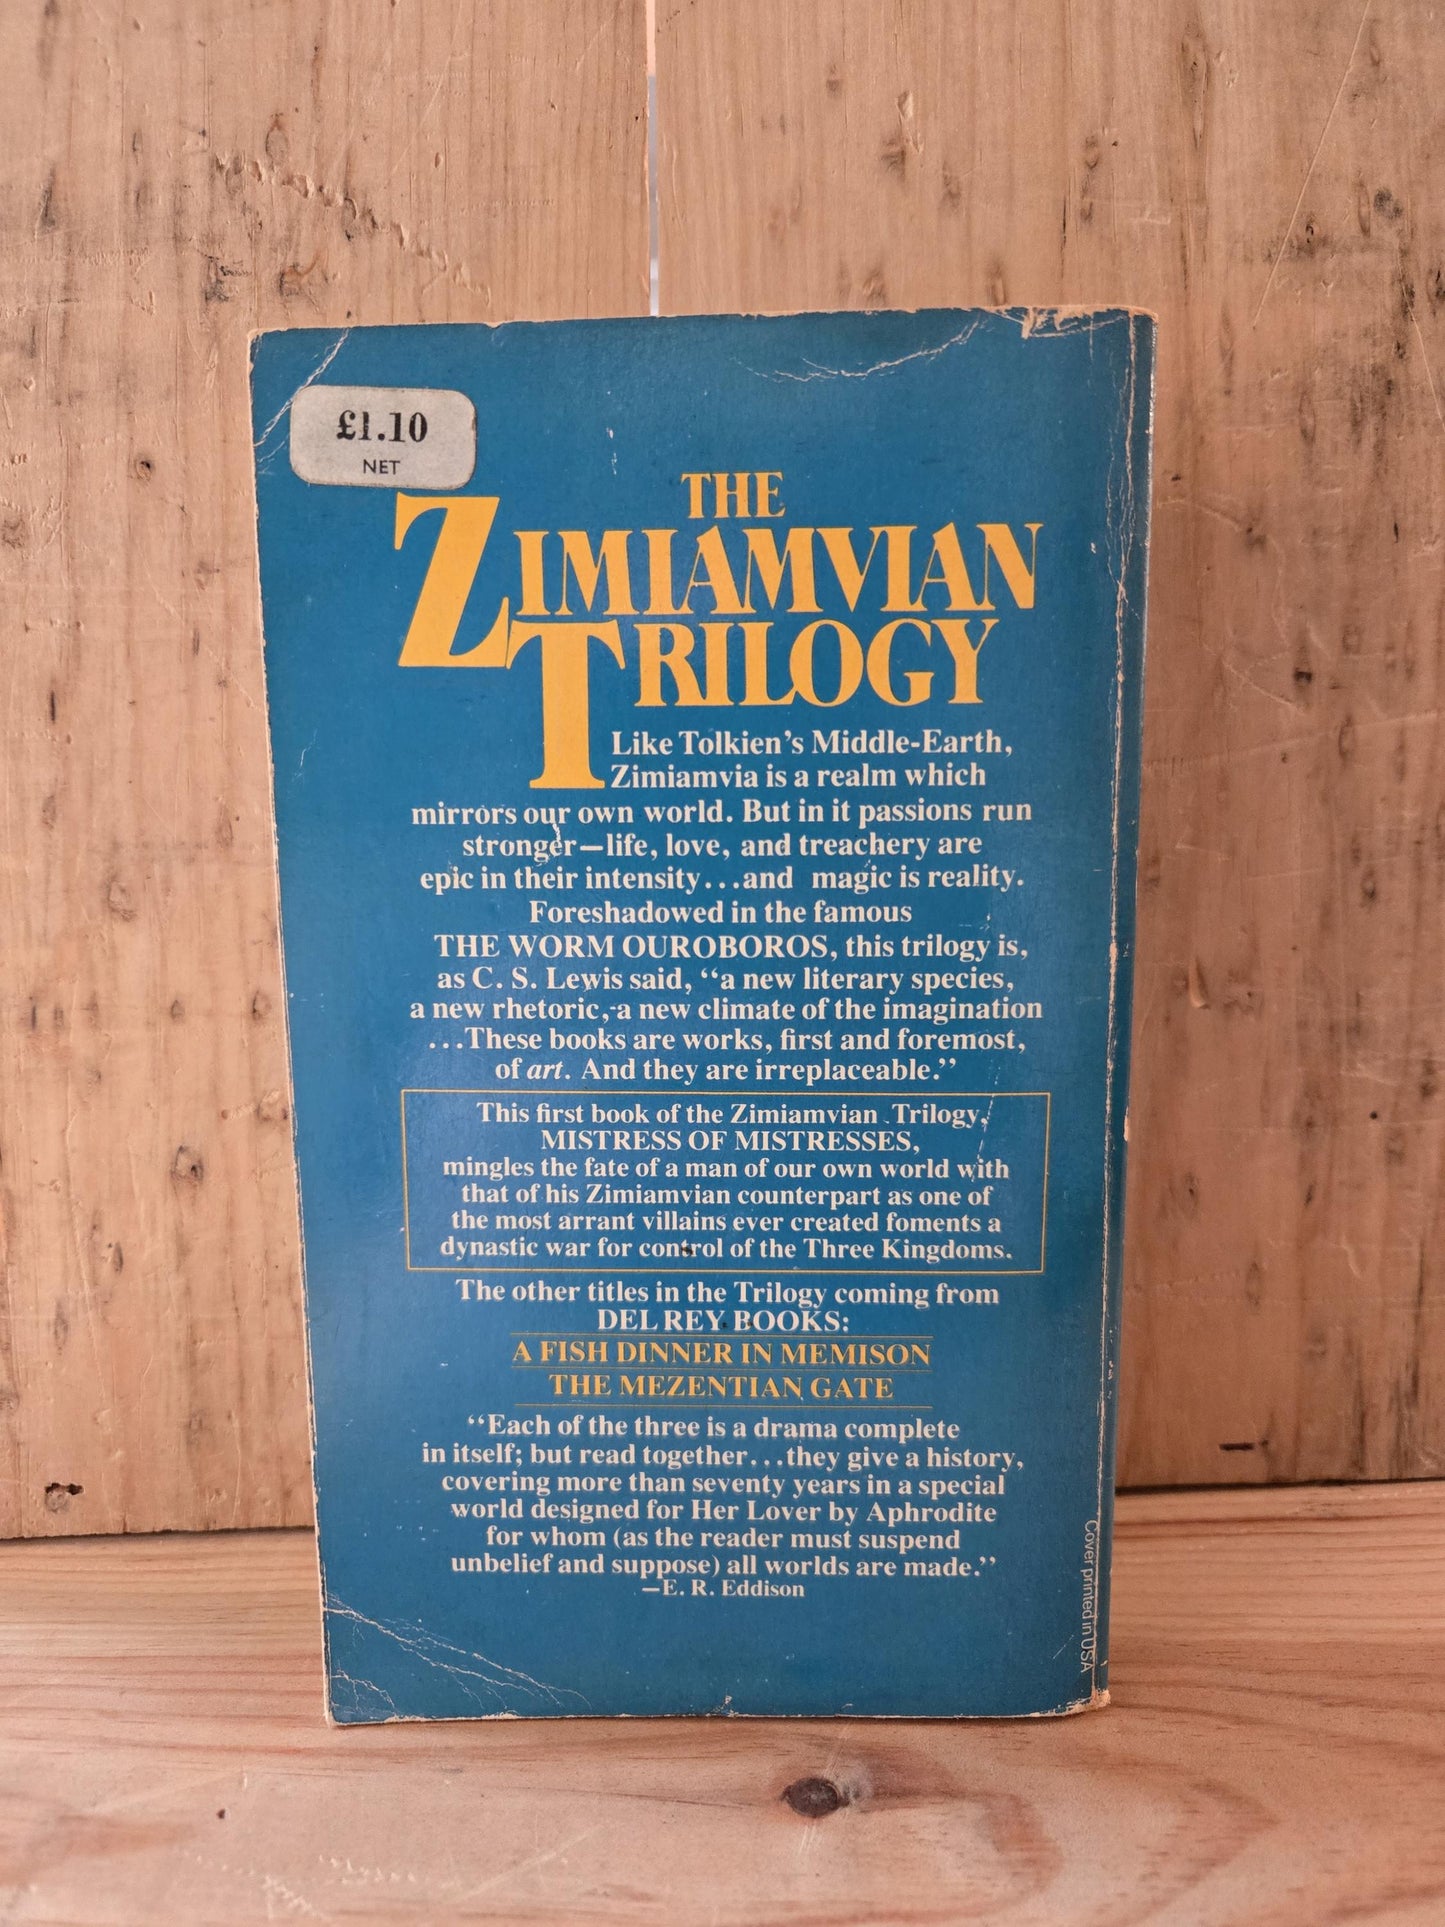 £1.10
NET
THE
ZIMIAMVIAN
TRILOGY
Like Tolkien's Middle-Earth,
Zimiamvia is a realm which
mirrors our own world. But in it passions run
stronger—life, love, and treachery are
epic in their intensity...and magic is reality.
Foreshadowed in the famous
THE WORM OUROBOROS, this trilogy is,
as C. S. Lewis said, "a new literary species,
a new rhetoric, a new climate of the imagination
...These books are works, first and foremost,
of art. And they are irreplaceable."
This first book of the Zimiamvian Trilogy,
MISTRESS OF MISTRESSES,
mingles the fate of a man of our own world with
that of his Zimiamvian counterpart as one of
the most arrant villains ever created foments a
dynastic war for control of the Three Kingdoms.
The other titles in the Trilogy coming from
DEL REY BOOKS:
A FISH DINNER IN MEMISON
THE MEZENTIAN GATE
"Each of the three is a drama complete
in itself; but read together...they give a history,
covering more than seventy years in a special
world designed for Her Lover by Aphrodite
for whom (as the reader must suspend
unbelief and suppose) all worlds are made."
—E. R. Eddison
Cover printed in USA